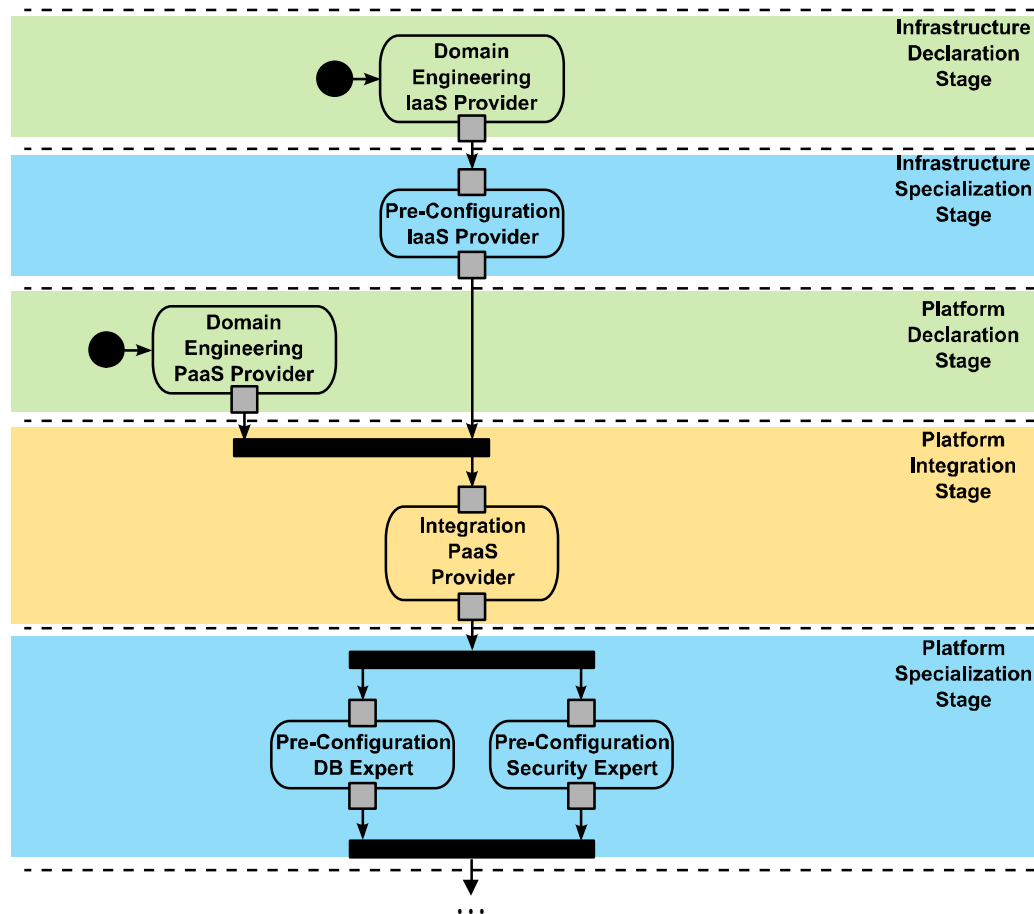 Infrastructure
Declaration
Stage
Domain
Engineering
IaaS Provider
Infrastructure
Specialization
Stage
Pre-Configuration
IaaS Provider
Platform
Declaration
Stage
Domain
Engineering
PaaS Provider
Platform
Integration
Stage
Integration
PaaS
Provider
Platform
Specialization
Stage
Pre-Configuration
DB Expert
Pre-Configuration
Security Expert
...